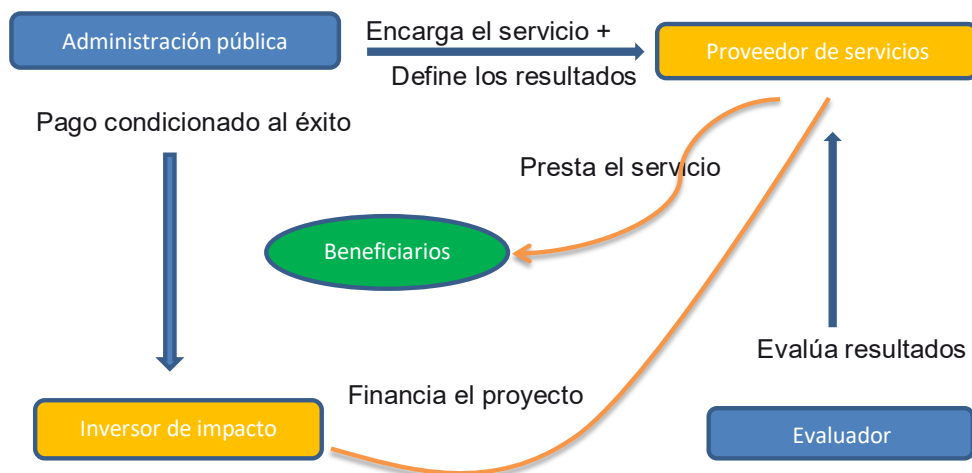 Administración pública
Encarga el servicio +
Define los resultados
Proveedor de servicios
Pago condicionado al éxito
Presta el servicio
Beneficiarios
Evalúa resultados
Financia el proyecto
Inversor de impacto
Evaluador